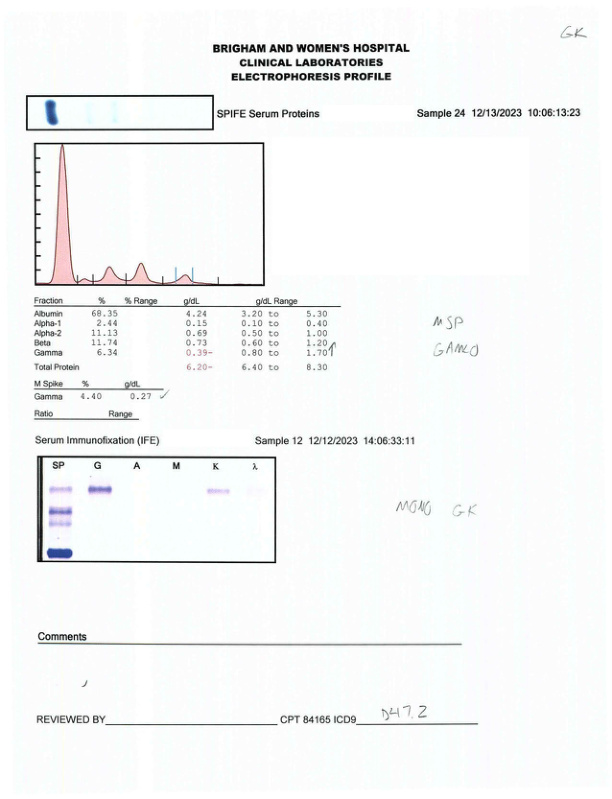 GK
BRIGHAM AND WOMEN'S HOSPITAL
CLINICAL LABORATORIES
ELECTROPHORESIS PROFILE
SPIFE Serum Proteins Sample 24 12/13/2023 10:06:13:23
Fraction % % Range g/dL g/dL Range
Albumin 68.35 4.24 3.20 to 5.30
Alpha-1 2.44 0.15 0.10 to 0.40
Alpha-2 11.13 0.69 0.50 to 1.00
Beta 11.74 0.73 0.60 to 1.20
Gamma 6.34 0.39- 0.80 to 1.70↑
Total Protein 6.20- 6.40 to 8.30
MSP
M Spike % g/dL
Gamma 4.40 0.27 ✓
Ratio Range
Serum Immunofixation (IFE) Sample 12 12/12/2023 14:06:33:11
SP G A M K λ
MONO GK
Comments
REVIEWED BY CPT 84165 ICD9 D47.2